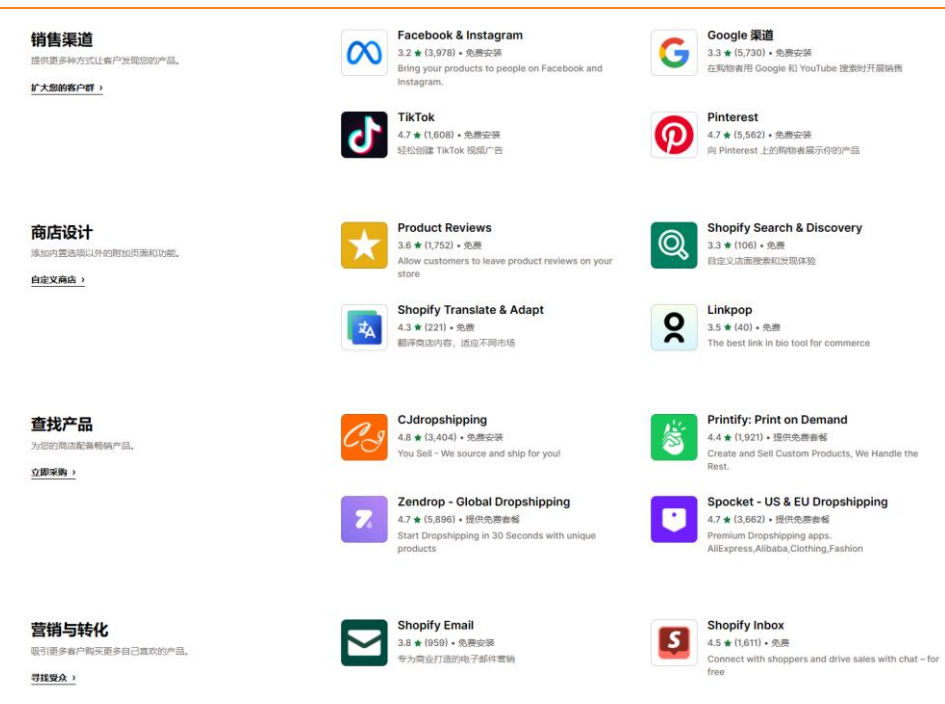 销售渠道
提供更多种方式让客户发现您的产品。
扩大您的客户群 ›
Facebook & Instagram
3.2 ★ (3,978) • 免费安装
Bring your products to people on Facebook and
Instagram.
Google 渠道
3.3 ★ (5,730) • 免费安装
在购物者用 Google 和 YouTube 搜索时开展销售
TikTok
4.7 ★ (1,608) • 免费安装
轻松创建 TikTok 视频广告
Pinterest
4.7 ★ (5,562) • 免费安装
向 Pinterest 上的购物者展示你的产品
商店设计
添加内置选项以外的附加页面和功能。
自定义商店 ›
Product Reviews
3.6 ★ (1,752) • 免费
Allow customers to leave product reviews on your
store
Shopify Search & Discovery
3.3 ★ (106) • 免费
自定义店面搜索和发现体验
Shopify Translate & Adapt
4.3 ★ (221) • 免费
翻译商店内容，适应不同市场
Linkpop
3.5 ★ (40) • 免费
The best link in bio tool for commerce
查找产品
为您的商店配备畅销产品。
立即采购 ›
CJdropshipping
4.8 ★ (3,404) • 免费安装
You Sell - We source and ship for you!
Printify: Print on Demand
4.4 ★ (1,921) • 提供免费套餐
Create and Sell Custom Products, We Handle the
Rest.
Zendrop - Global Dropshipping
4.7 ★ (5,896) • 提供免费套餐
Start Dropshipping in 30 Seconds with unique
products
Spocket - US & EU Dropshipping
4.7 ★ (3,662) • 提供免费套餐
Premium Dropshipping apps.
AliExpress,Alibaba,Clothing,Fashion
营销与转化
吸引更多客户购买更多自己喜欢的产品。
寻找受众 ›
Shopify Email
3.8 ★ (959) • 免费安装
专为商业打造的电子邮件营销
Shopify Inbox
4.5 ★ (1,611) • 免费
Connect with shoppers and drive sales with chat – for
free